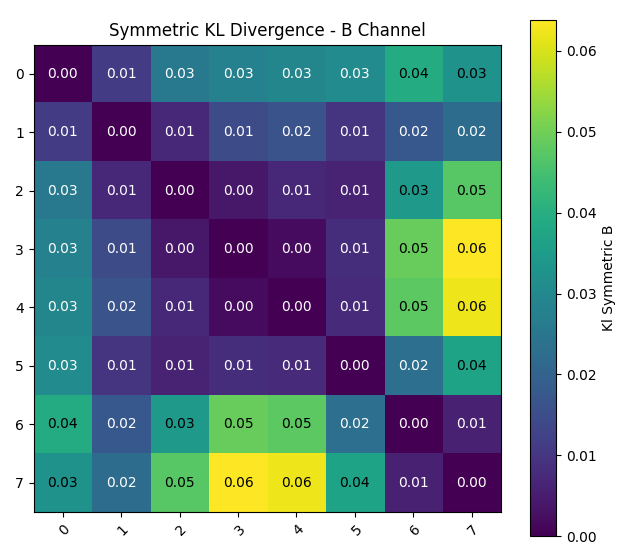 Symmetric KL Divergence - B Channel
0 0.00 0.01 0.03 0.03 0.03 0.03 0.04 0.03
1 0.01 0.00 0.01 0.01 0.02 0.01 0.02 0.02
2 0.03 0.01 0.00 0.00 0.01 0.01 0.03 0.05
3 0.03 0.01 0.00 0.00 0.00 0.01 0.05 0.06
4 0.03 0.02 0.01 0.00 0.00 0.01 0.05 0.06
5 0.03 0.01 0.01 0.01 0.01 0.00 0.02 0.04
6 0.04 0.02 0.03 0.05 0.05 0.02 0.00 0.01
7 0.03 0.02 0.05 0.06 0.06 0.04 0.01 0.00
0 1 2 3 4 5 6 7
0.06
0.05
0.04
0.03
0.02
0.01
0.00
Kl Symmetric B